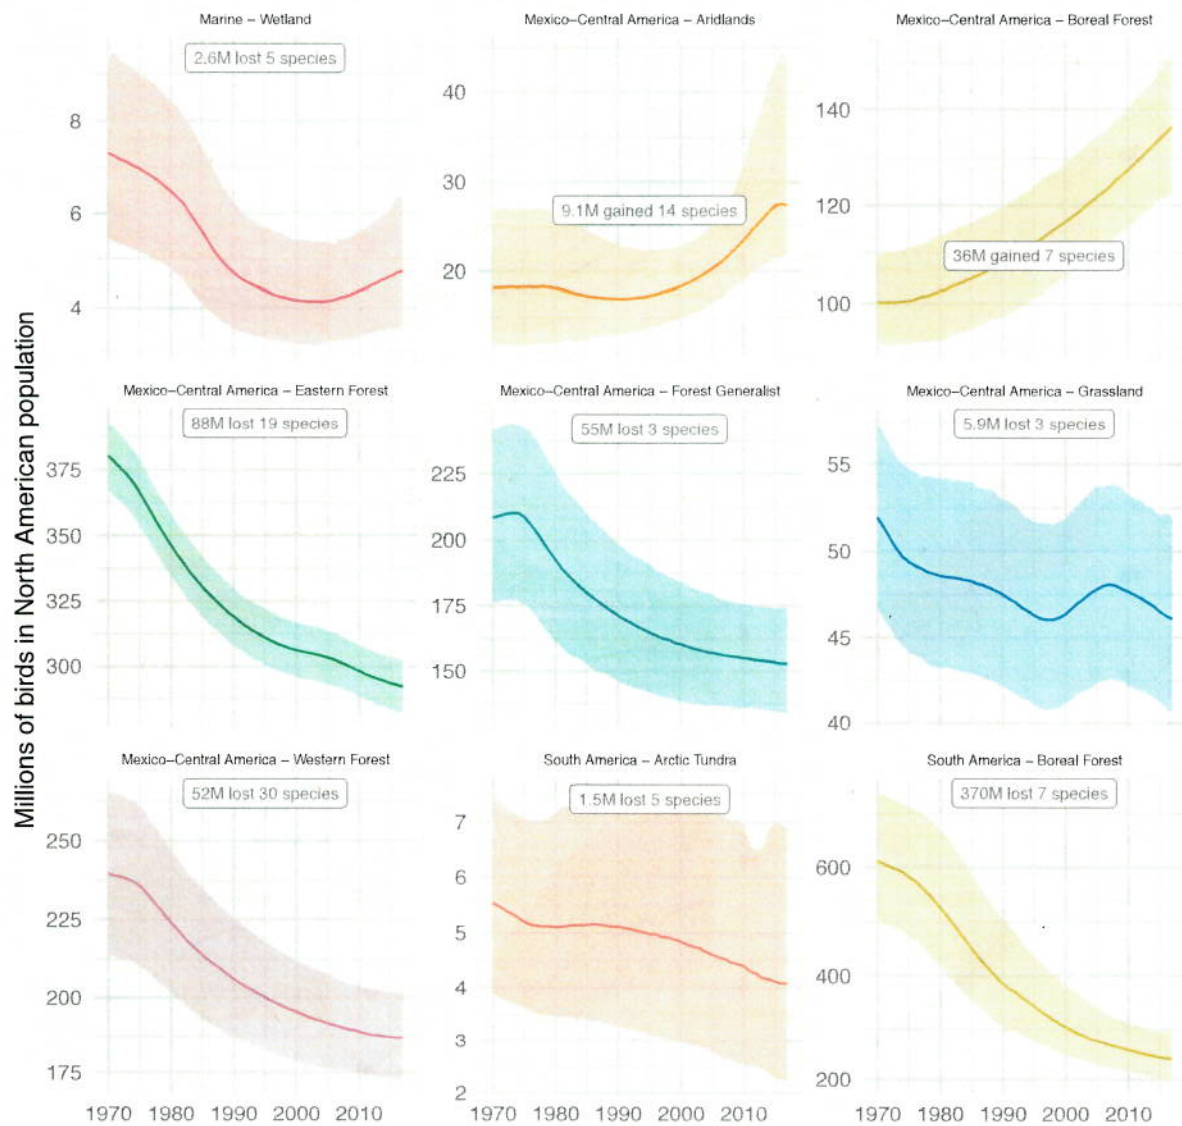 Millions of birds in North American population
Marine – Wetland
2.6M lost 5 species
8
6
4
Mexico–Central America – Aridlands
9.1M gained 14 species
40
30
20
Mexico–Central America – Boreal Forest
36M gained 7 species
140
120
100
Mexico–Central America – Eastern Forest
88M lost 19 species
375
350
325
300
Mexico–Central America – Forest Generalist
55M lost 3 species
225
200
175
150
Mexico–Central America – Grassland
5.9M lost 3 species
55
50
45
40
Mexico–Central America – Western Forest
52M lost 30 species
250
225
200
175
1970 1980 1990 2000 2010
South America – Arctic Tundra
1.5M lost 5 species
7
6
5
4
3
2
1970 1980 1990 2000 2010
South America – Boreal Forest
370M lost 7 species
600
400
200
1970 1980 1990 2000 2010